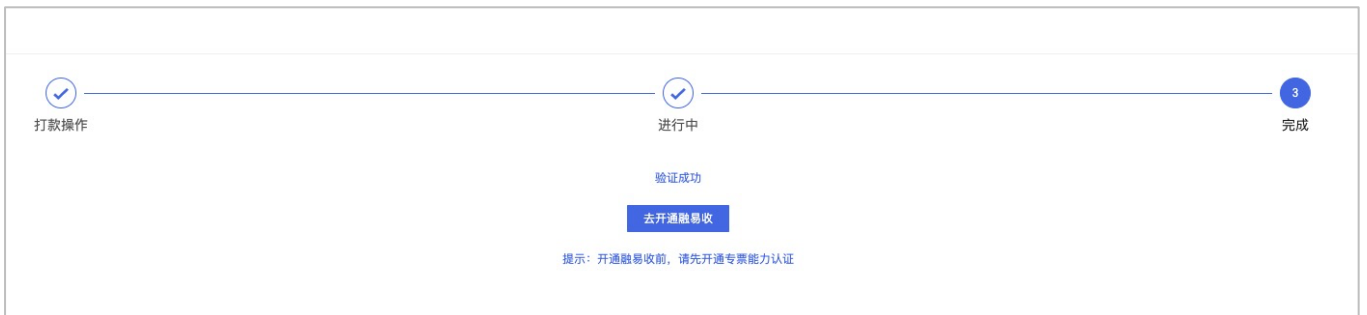 3
打款操作 进行中 完成
验证成功
去开通融易收
提示：开通融易收前，请先开通专票能力认证